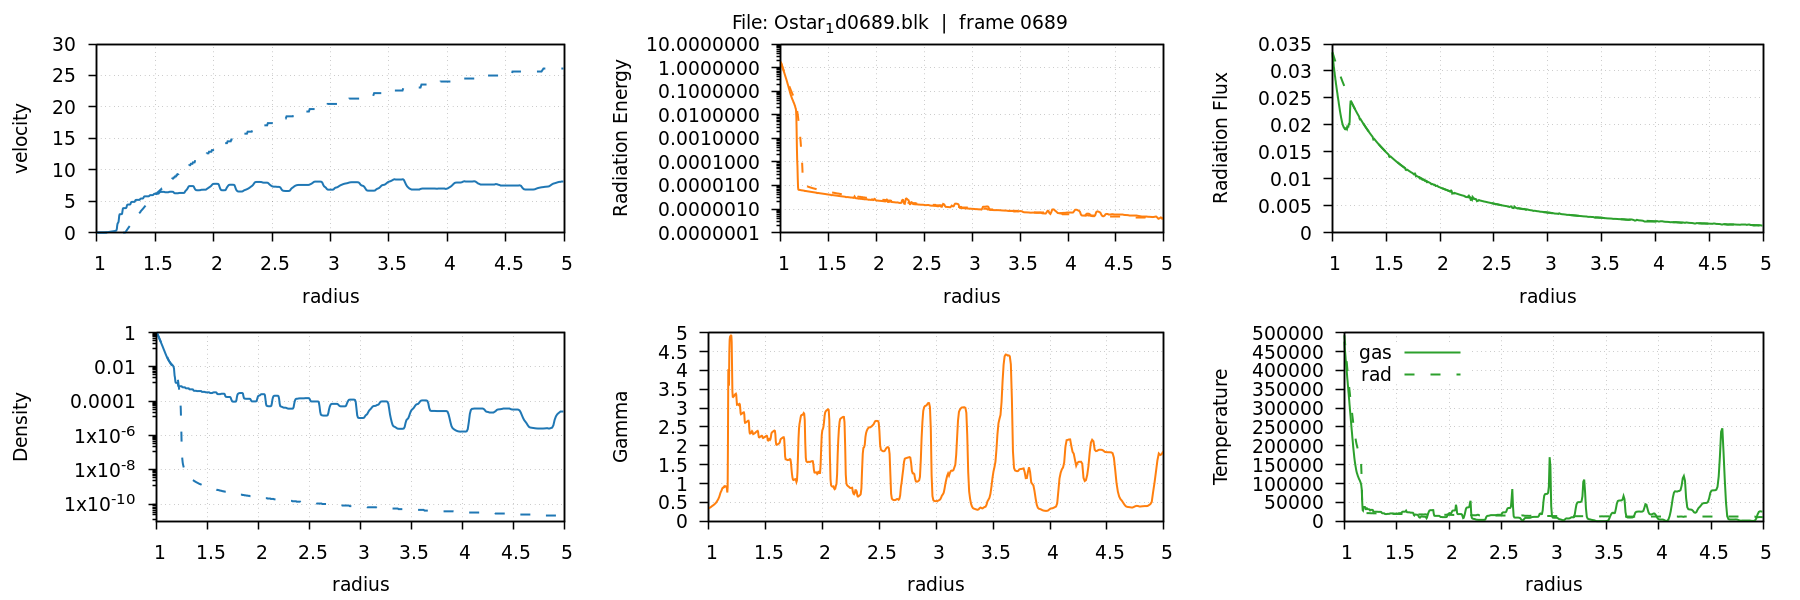 File: Ostar₁d0689.blk | frame 0689
30
25
20
15
10
5
0
velocity
1 1.5 2 2.5 3 3.5 4 4.5 5
radius
10.0000000
1.0000000
0.1000000
0.0100000
0.0010000
0.0001000
0.0000100
0.0000010
0.0000001
Radiation Energy
1 1.5 2 2.5 3 3.5 4 4.5 5
radius
0.035
0.03
0.025
0.02
0.015
0.01
0.005
0
Radiation Flux
1 1.5 2 2.5 3 3.5 4 4.5 5
radius
1
0.01
0.0001
1x10⁻⁶
1x10⁻⁸
1x10⁻¹⁰
Density
1 1.5 2 2.5 3 3.5 4 4.5 5
radius
5
4.5
4
3.5
3
2.5
2
1.5
1
0.5
0
Gamma
1 1.5 2 2.5 3 3.5 4 4.5 5
radius
500000
450000
400000
350000
300000
250000
200000
150000
100000
50000
0
Temperature
gas
rad
1 1.5 2 2.5 3 3.5 4 4.5 5
radius